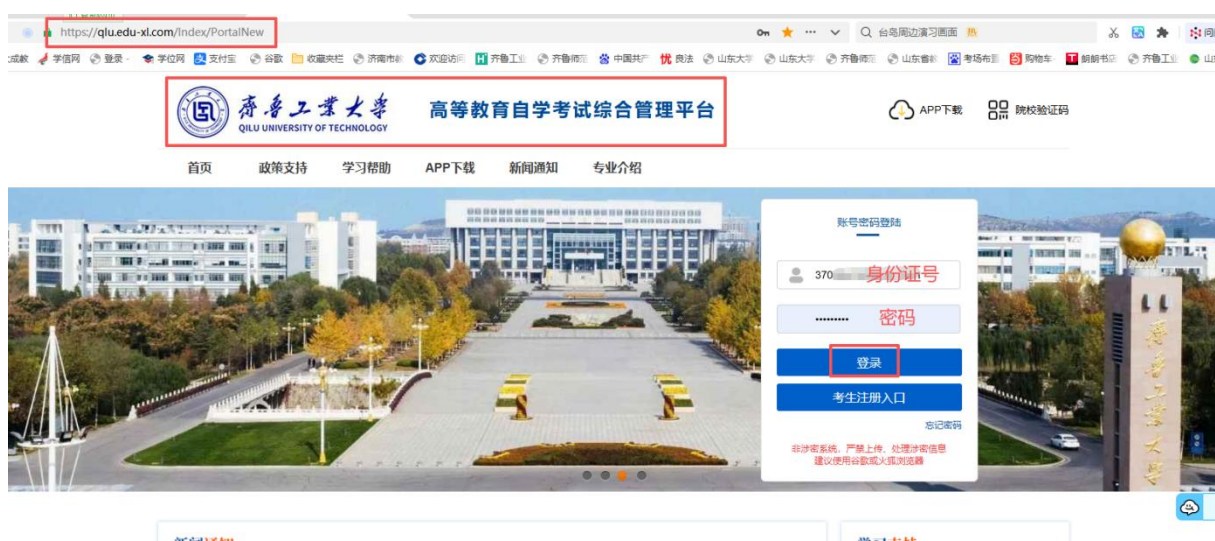 https://qlu.edu-xl.com/Index/PortalNew
台岛周边演习画面
学信网 登录 - 学位网 支付宝 谷歌 收藏夹栏 济南市教 欢迎访问 齐鲁工业 齐鲁师范 中国共产 良法 山东大学 山东大学 齐鲁师范 山东省教 考场布置 购物车 朗朗书店 齐鲁工业
齐鲁工业大学
QILU UNIVERSITY OF TECHNOLOGY
高等教育自学考试综合管理平台
APP下载 院校验证码
首页 政策支持 学习帮助 APP下载 新闻通知 专业介绍
账号密码登陆
370 身份证号
密码
登录
考生注册入口
忘记密码
非涉密系统，严禁上传、处理涉密信息
建议使用谷歌或火狐浏览器
齐鲁工业大学